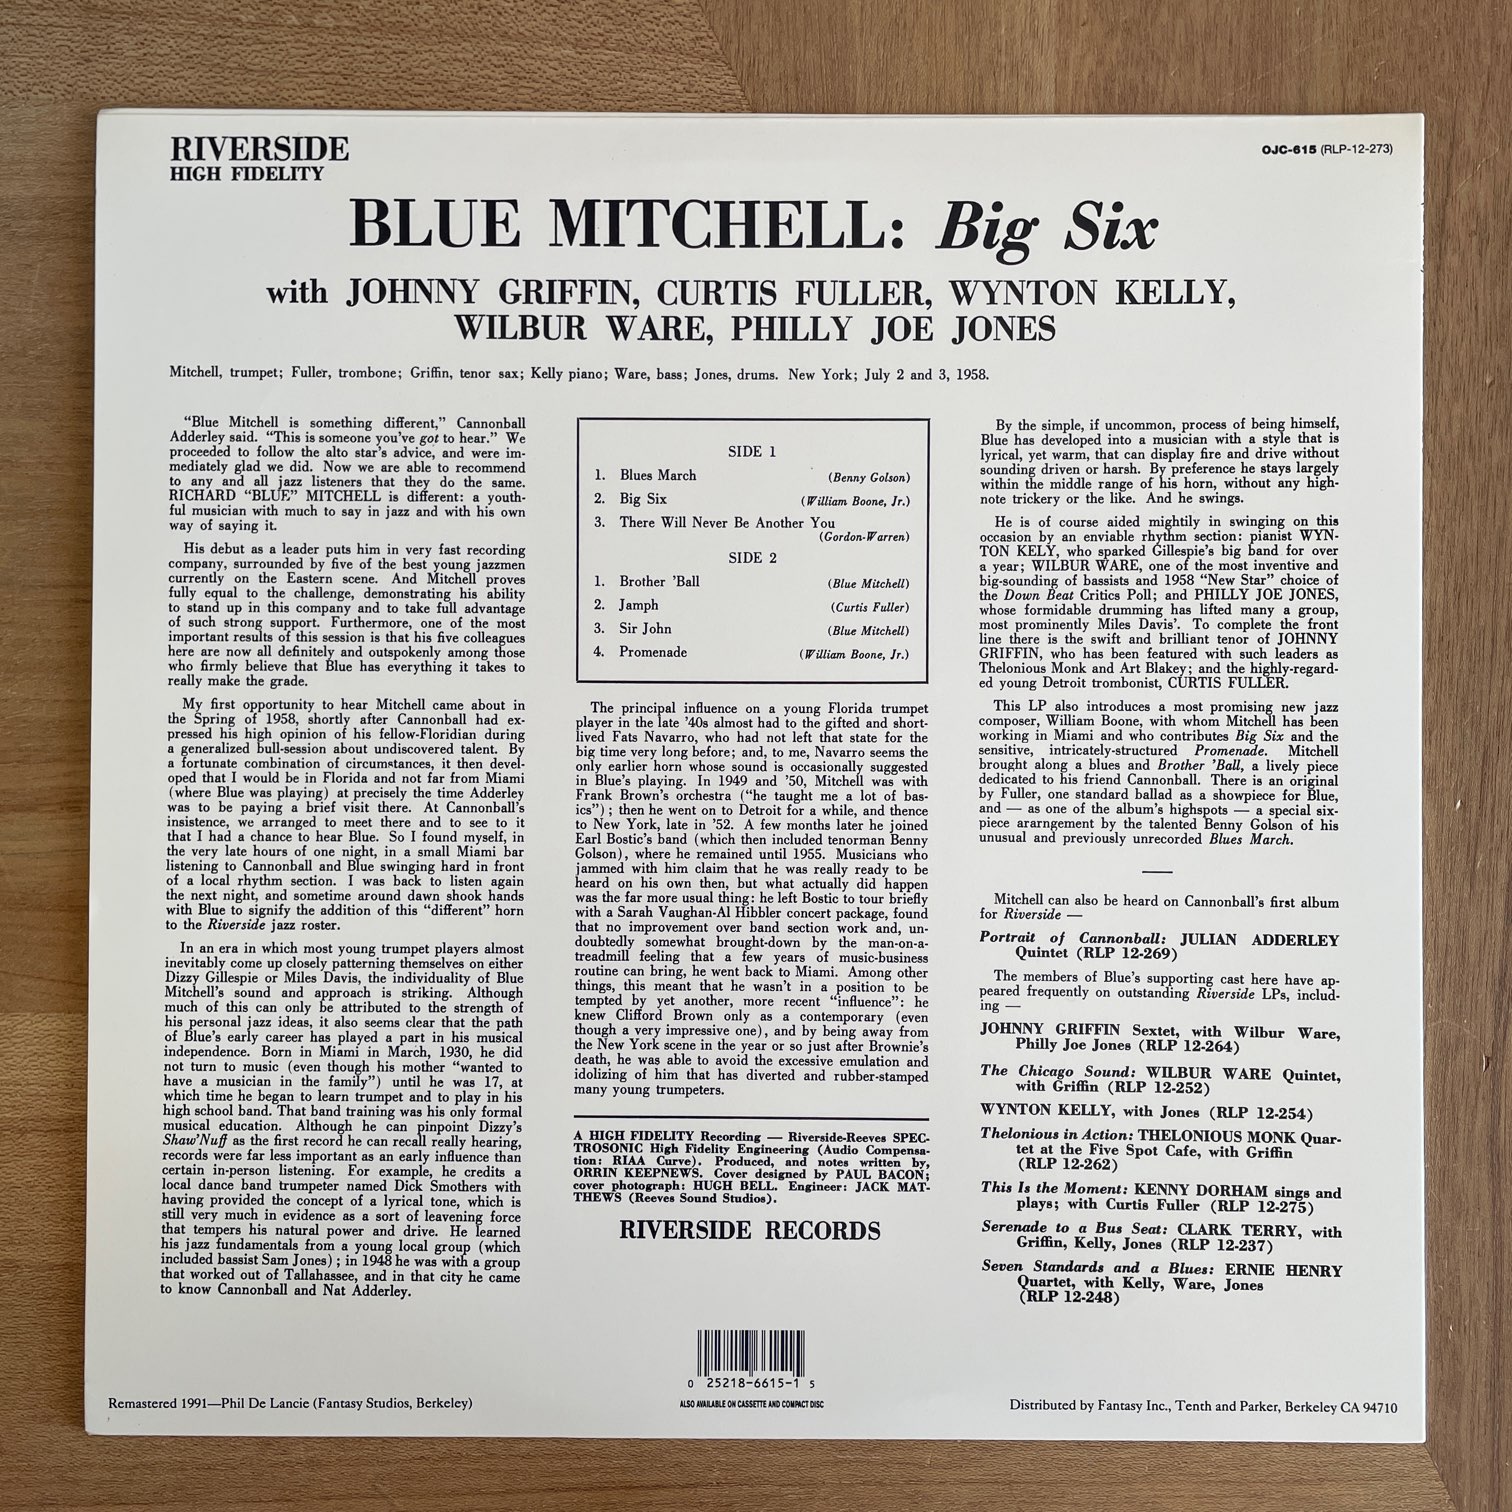 RIVERSIDE
HIGH FIDELITY
OJC-615 (RLP-12-273)
BLUE MITCHELL: Big Six
with JOHNNY GRIFFIN, CURTIS FULLER, WYNTON KELLY,
WILBUR WARE, PHILLY JOE JONES
Mitchell, trumpet; Fuller, trombone; Griffin, tenor sax; Kelly piano; Ware, bass; Jones, drums. New York; July 2 and 3, 1958.
"Blue Mitchell is something different," Cannonball
Adderley said. "This is someone you've got to hear." We
proceeded to follow the alto star's advice, and were im-
mediately glad we did. Now we are able to recommend
to any and all jazz listeners that they do the same.
RICHARD "BLUE" MITCHELL is different: a youth-
ful musician with much to say in jazz and with his own
way of saying it.
His debut as a leader puts him in very fast recording
company, surrounded by five of the best young jazzmen
currently on the Eastern scene. And Mitchell proves
fully equal to the challenge, demonstrating his ability
to stand up in this company and to take full advantage
of such strong support. Furthermore, one of the most
important results of this session is that his five colleagues
here are now all definitely and outspokenly among those
who firmly believe that Blue has everything it takes to
really make the grade.
My first opportunity to hear Mitchell came about in
the Spring of 1958, shortly after Cannonball had ex-
pressed his high opinion of his fellow-Floridian during
a generalized bull-session about undiscovered talent. By
a fortunate combination of circumstances, it then devel-
oped that I would be in Florida and not far from Miami
(where Blue was playing) at precisely the time Adderley
was to be paying a brief visit there. At Cannonball's
insistence, we arranged to meet there and to see to it
that I had a chance to hear Blue. So I found myself, in
the very late hours of one night, in a small Miami bar
listening to Cannonball and Blue swinging hard in front
of a local rhythm section. I was back to listen again
the next night, and sometime around dawn shook hands
with Blue to signify the addition of this "different" horn
to the Riverside jazz roster.
In an era in which most young trumpet players almost
inevitably come up closely patterning themselves on either
Dizzy Gillespie or Miles Davis, the individuality of Blue
Mitchell's sound and approach is striking. Although
much of this can only be attributed to the strength of
his personal jazz ideas, it also seems clear that the path
of Blue's early career has played a part in his musical
independence. Born in Miami in March, 1930, he did
not turn to music (even though his mother "wanted to
have a musician in the family") until he was 17, at
which time he began to learn trumpet and to play in his
high school band. That band training was his only formal
musical education. Although he can pinpoint Dizzy's
Shaw'Nuff as the first record he can recall really hearing,
records were far less important as an early influence than
certain in-person listening. For example, he credits a
local dance band trumpeter named Dick Smothers with
having provided the concept of a lyrical tone, which is
still very much in evidence as a sort of leavening force
that tempers his natural power and drive. He learned
his jazz fundamentals from a young local group (which
included bassist Sam Jones) ; in 1948 he was with a group
that worked out of Tallahassee, and in that city he came
to know Cannonball and Nat Adderley.
SIDE 1
1. Blues March (Benny Golson)
2. Big Six (William Boone, Jr.)
3. There Will Never Be Another You
(Gordon-Warren)
SIDE 2
1. Brother 'Ball (Blue Mitchell)
2. Jamph (Curtis Fuller)
3. Sir John (Blue Mitchell)
4. Promenade (William Boone, Jr.)
The principal influence on a young Florida trumpet
player in the late '40s almost had to the gifted and short-
lived Fats Navarro, who had not left that state for the
big time very long before; and, to me, Navarro seems the
only earlier horn whose sound is occasionally suggested
in Blue's playing. In 1949 and '50, Mitchell was with
Frank Brown's orchestra ("he taught me a lot of bas-
ics") ; then he went on to Detroit for a while, and thence
to New York, late in '52. A few months later he joined
Earl Bostic's band (which then included tenorman Benny
Golson), where he remained until 1955. Musicians who
jammed with him claim that he was really ready to be
heard on his own then, but what actually did happen
was the far more usual thing: he left Bostic to tour briefly
with a Sarah Vaughan-Al Hibbler concert package, found
that no improvement over band section work and, un-
doubtedly somewhat brought-down by the man-on-a-
treadmill feeling that a few years of music-business
routine can bring, he went back to Miami. Among other
things, this meant that he wasn't in a position to be
tempted by yet another, more recent "influence": he
knew Clifford Brown only as a contemporary (even
though a very impressive one), and by being away from
the New York scene in the year or so just after Brownie's
death, he was able to avoid the excessive emulation and
idolizing of him that has diverted and rubber-stamped
many young trumpeters.
A HIGH FIDELITY Recording — Riverside-Reeves SPEC-
TROSONIC High Fidelity Engineering (Audio Compensa-
tion: RIAA Curve). Produced, and notes written by,
ORRIN KEEPNEWS. Cover designed by PAUL BACON;
cover photograph: HUGH BELL. Engineer: JACK MAT-
THEWS (Reeves Sound Studios).
RIVERSIDE RECORDS
By the simple, if uncommon, process of being himself,
Blue has developed into a musician with a style that is
lyrical, yet warm, that can display fire and drive without
sounding driven or harsh. By preference he stays largely
within the middle range of his horn, without any high-
note trickery or the like. And he swings.
He is of course aided mightily in swinging on this
occasion by an enviable rhythm section: pianist WYN-
TON KELY, who sparked Gillespie's big band for over
a year; WILBUR WARE, one of the most inventive and
big-sounding of bassists and 1958 "New Star" choice of
the Down Beat Critics Poll; and PHILLY JOE JONES,
whose formidable drumming has lifted many a group,
most prominently Miles Davis'. To complete the front
line there is the swift and brilliant tenor of JOHNNY
GRIFFIN, who has been featured with such leaders as
Thelonious Monk and Art Blakey; and the highly-regard-
ed young Detroit trombonist, CURTIS FULLER.
This LP also introduces a most promising new jazz
composer, William Boone, with whom Mitchell has been
working in Miami and who contributes Big Six and the
sensitive, intricately-structured Promenade. Mitchell
brought along a blues and Brother 'Ball, a lively piece
dedicated to his friend Cannonball. There is an original
by Fuller, one standard ballad as a showpiece for Blue,
and — as one of the album's highspots — a special six-
piece ararngement by the talented Benny Golson of his
unusual and previously unrecorded Blues March.
Mitchell can also be heard on Cannonball's first album
for Riverside —
Portrait of Cannonball: JULIAN ADDERLEY
Quintet (RLP 12-269)
The members of Blue's supporting cast here have ap-
peared frequently on outstanding Riverside LPs, includ-
ing —
JOHNNY GRIFFIN Sextet, with Wilbur Ware,
Philly Joe Jones (RLP 12-264)
The Chicago Sound: WILBUR WARE Quintet,
with Griffin (RLP 12-252)
WYNTON KELLY, with Jones (RLP 12-254)
Thelonious in Action: THELONIOUS MONK Quar-
tet at the Five Spot Cafe, with Griffin
(RLP 12-262)
This Is the Moment: KENNY DORHAM sings and
plays; with Curtis Fuller (RLP 12-275)
Serenade to a Bus Seat: CLARK TERRY, with
Griffin, Kelly, Jones (RLP 12-237)
Seven Standards and a Blues: ERNIE HENRY
Quartet, with Kelly, Ware, Jones
(RLP 12-248)
0 25218-6615-1 5
ALSO AVAILABLE ON CASSETTE AND COMPACT DISC
Remastered 1991—Phil De Lancie (Fantasy Studios, Berkeley)
Distributed by Fantasy Inc., Tenth and Parker, Berkeley CA 94710